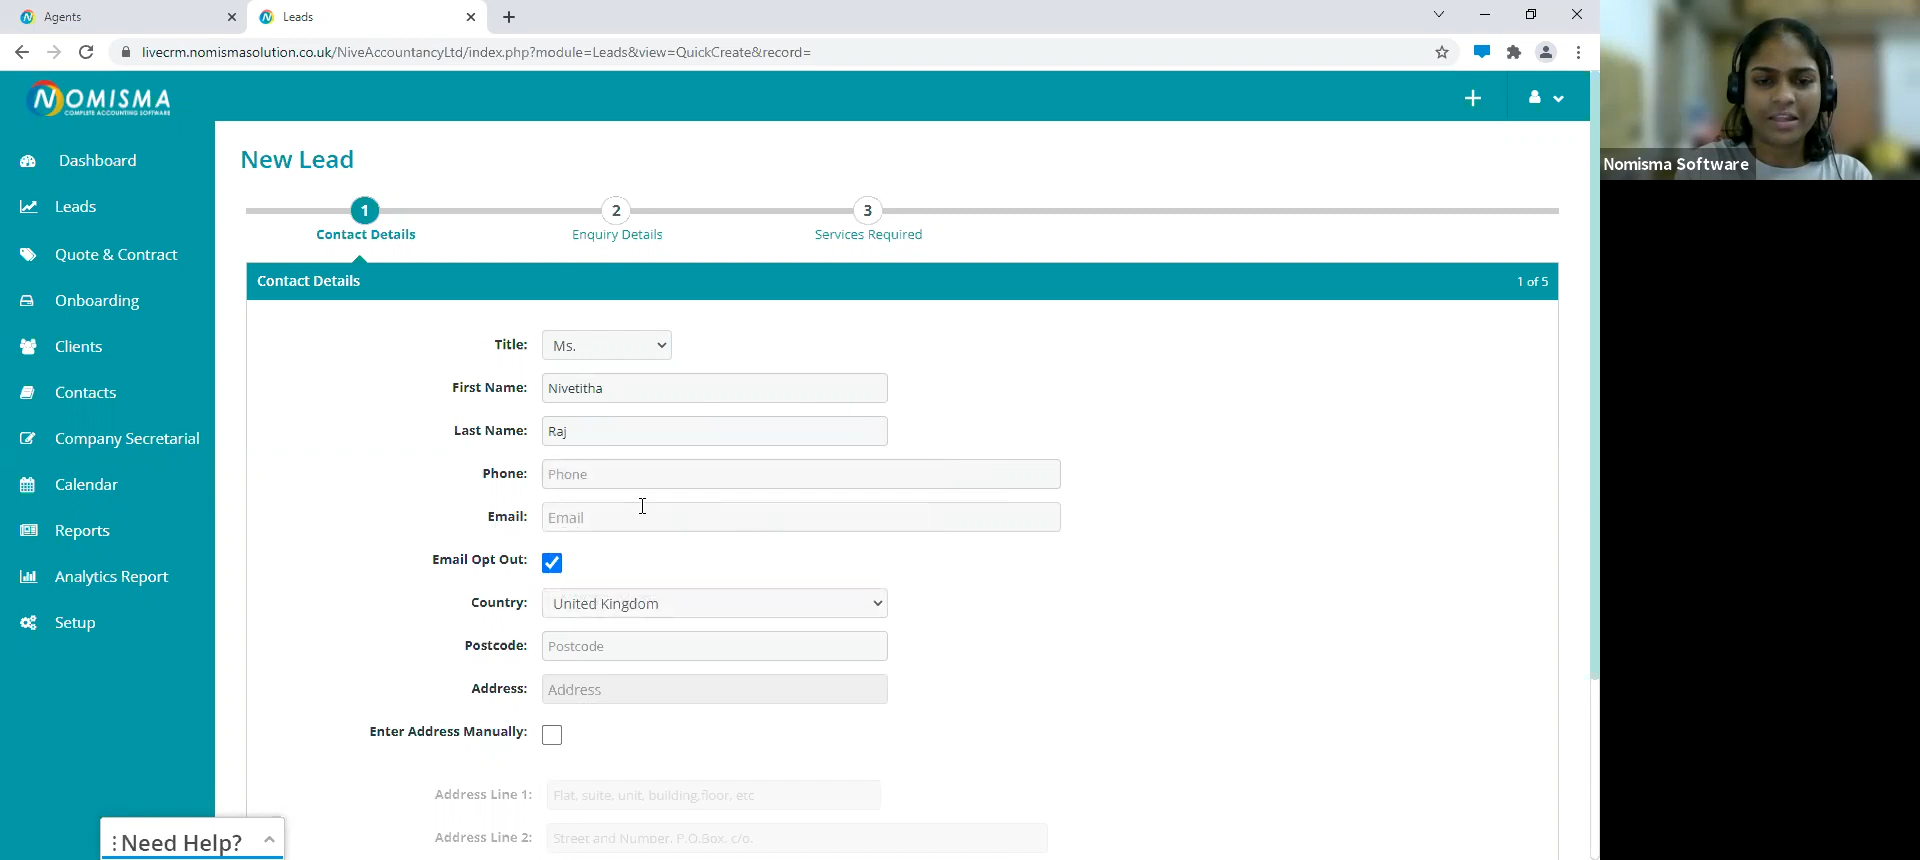 Agents
Leads
livecrm.nomismasolution.co.uk/NiveAccountancyLtd/index.php?module=Leads&view=QuickCreate&record=
NOMISMA
COMPLETE ACCOUNTING SOFTWARE
Dashboard
Leads
Quote & Contract
Onboarding
Clients
Contacts
Company Secretarial
Calendar
Reports
Analytics Report
Setup
Need Help?
New Lead
1
2
3
Contact Details
Enquiry Details
Services Required
Contact Details
1 of 5
Title: Ms.
First Name: Nivetitha
Last Name: Raj
Phone: Phone
Email: Email
Email Opt Out:
Country: United Kingdom
Postcode: Postcode
Address: Address
Enter Address Manually:
Address Line 1: Flat, suite, unit, building,floor, etc
Address Line 2: Street and Number, P.O.Box, c/o.
Nomisma Software